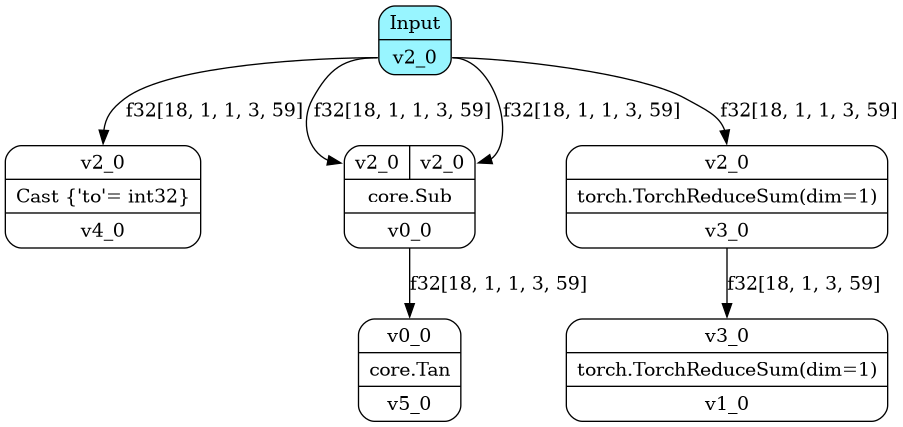 Input
v2_0
f32[18, 1, 1, 3, 59] f32[18, 1, 1, 3, 59] f32[18, 1, 1, 3, 59] f32[18, 1, 1, 3, 59]
v2_0
Cast {'to'= int32}
v4_0
v2_0 v2_0
core.Sub
v0_0
v2_0
torch.TorchReduceSum(dim=1)
v3_0
f32[18, 1, 1, 3, 59]
f32[18, 1, 3, 59]
v0_0
core.Tan
v5_0
v3_0
torch.TorchReduceSum(dim=1)
v1_0